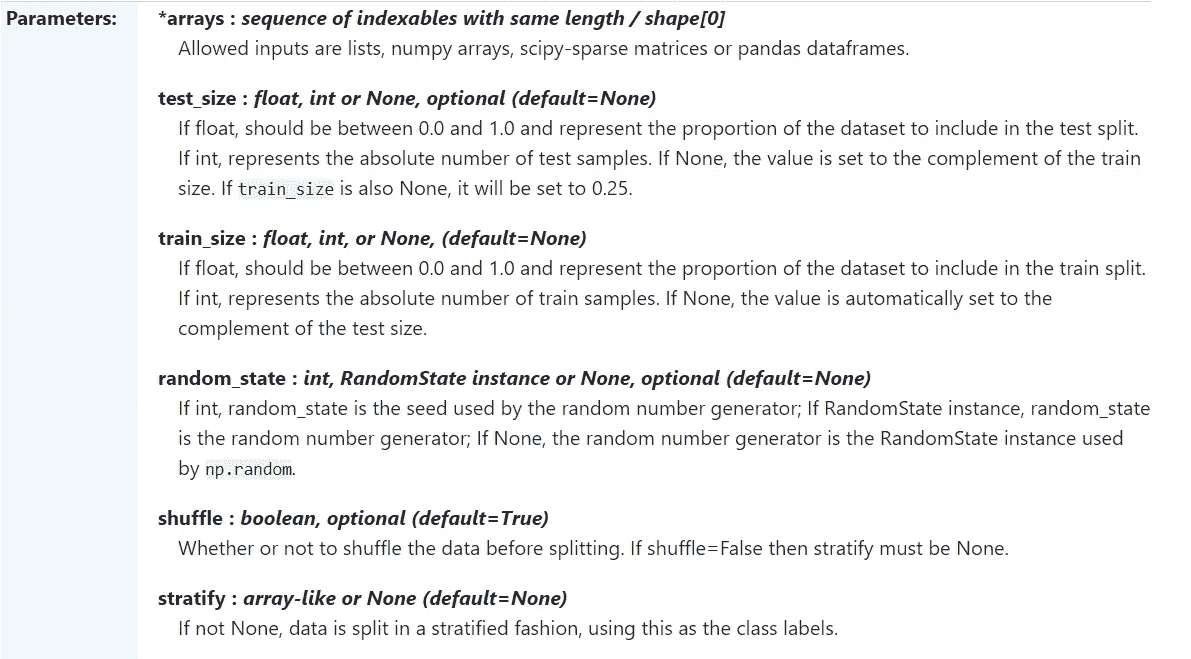 Parameters:
*arrays : sequence of indexables with same length / shape[0]
Allowed inputs are lists, numpy arrays, scipy-sparse matrices or pandas dataframes.
test_size : float, int or None, optional (default=None)
If float, should be between 0.0 and 1.0 and represent the proportion of the dataset to include in the test split.
If int, represents the absolute number of test samples. If None, the value is set to the complement of the train
size. If train_size is also None, it will be set to 0.25.
train_size : float, int, or None, (default=None)
If float, should be between 0.0 and 1.0 and represent the proportion of the dataset to include in the train split.
If int, represents the absolute number of train samples. If None, the value is automatically set to the
complement of the test size.
random_state : int, RandomState instance or None, optional (default=None)
If int, random_state is the seed used by the random number generator; If RandomState instance, random_state
is the random number generator; If None, the random number generator is the RandomState instance used
by np.random.
shuffle : boolean, optional (default=True)
Whether or not to shuffle the data before splitting. If shuffle=False then stratify must be None.
stratify : array-like or None (default=None)
If not None, data is split in a stratified fashion, using this as the class labels.